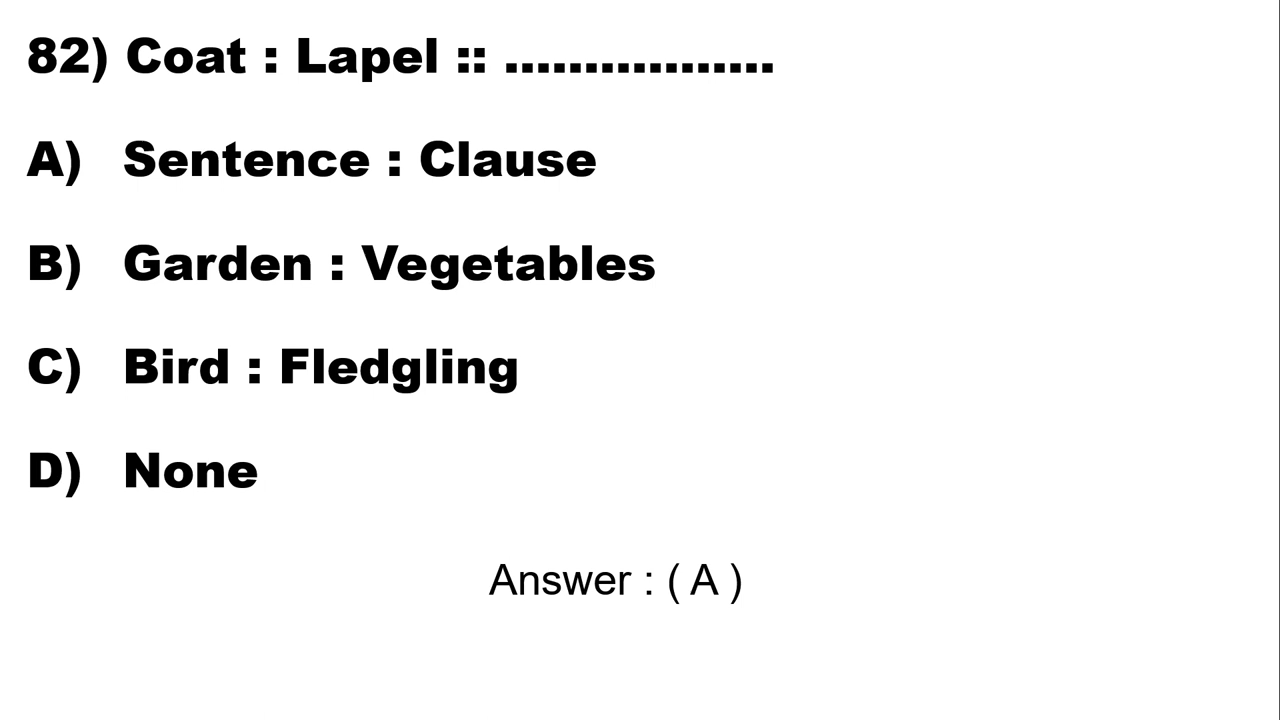 82) Coat : Lapel :: .................
A) Sentence : Clause
B) Garden : Vegetables
C) Bird : Fledgling
D) None
Answer : ( A )